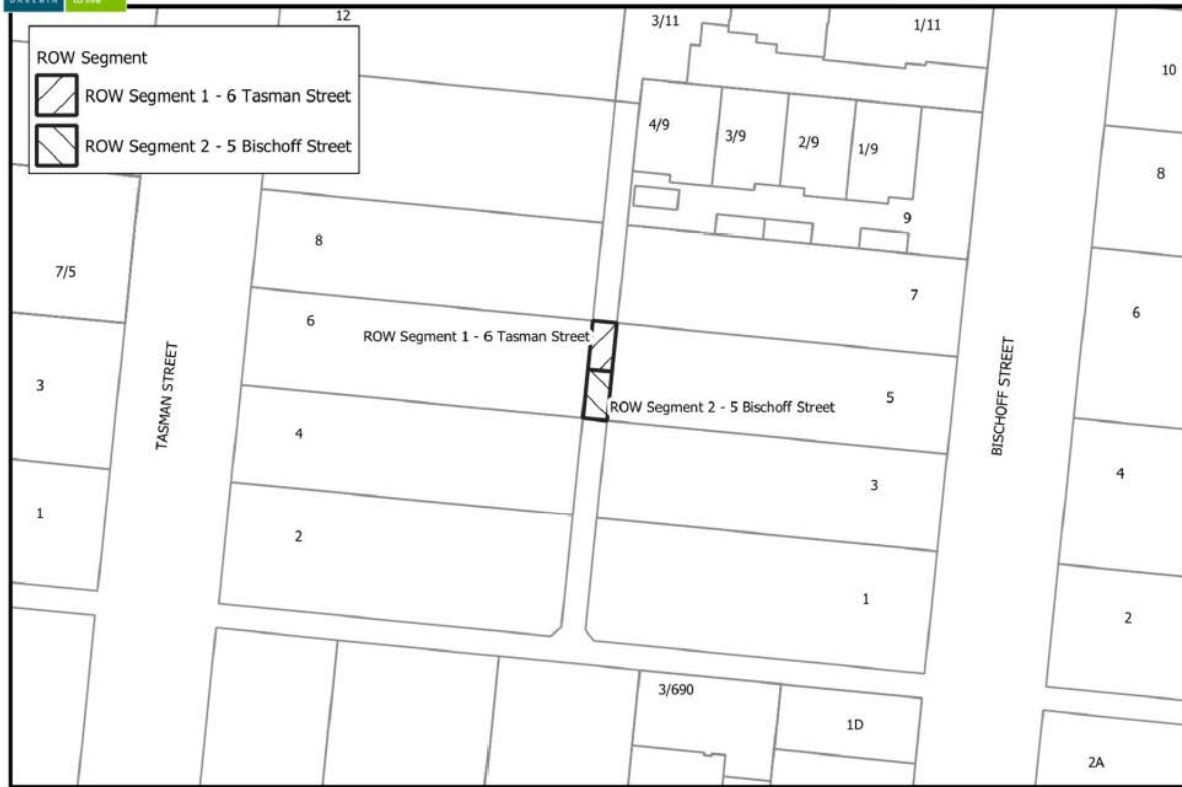 DAREBIN
to live
12
3/11
1/11
10
ROW Segment
ROW Segment 1 - 6 Tasman Street
ROW Segment 2 - 5 Bischoff Street
4/9
3/9
2/9
1/9
8
9
8
7/5
7
6
6
ROW Segment 1 - 6 Tasman Street
TASMAN STREET
BISCHOFF STREET
3
5
ROW Segment 2 - 5 Bischoff Street
4
3
4
1
2
1
2
3/690
1D
2A